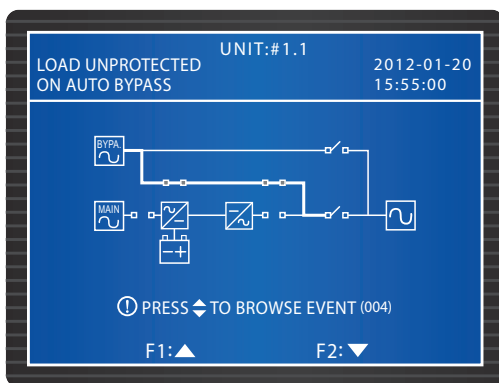 UNIT:#1.1
LOAD UNPROTECTED
ON AUTO BYPASS
2012-01-20
15:55:00
BYPA.
MAIN
PRESS TO BROWSE EVENT (004)
F1:
F2: